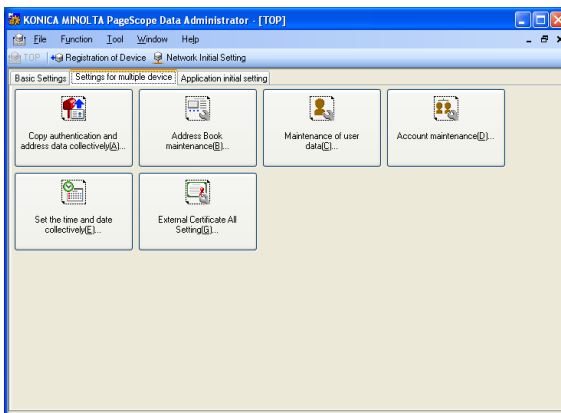 KONICA MINOLTA PageScope Data Administrator - [TOP]
File Function Tool Window Help
TOP Registration of Device Network Initial Setting
Basic Settings Settings for multiple device Application initial setting
Copy authentication and
address data collectively(A)...
Address Book
maintenance(B)...
Maintenance of user
data(C)...
Account maintenance(D)...
Set the time and date
collectively(E)...
External Certificate All
Setting(G)...